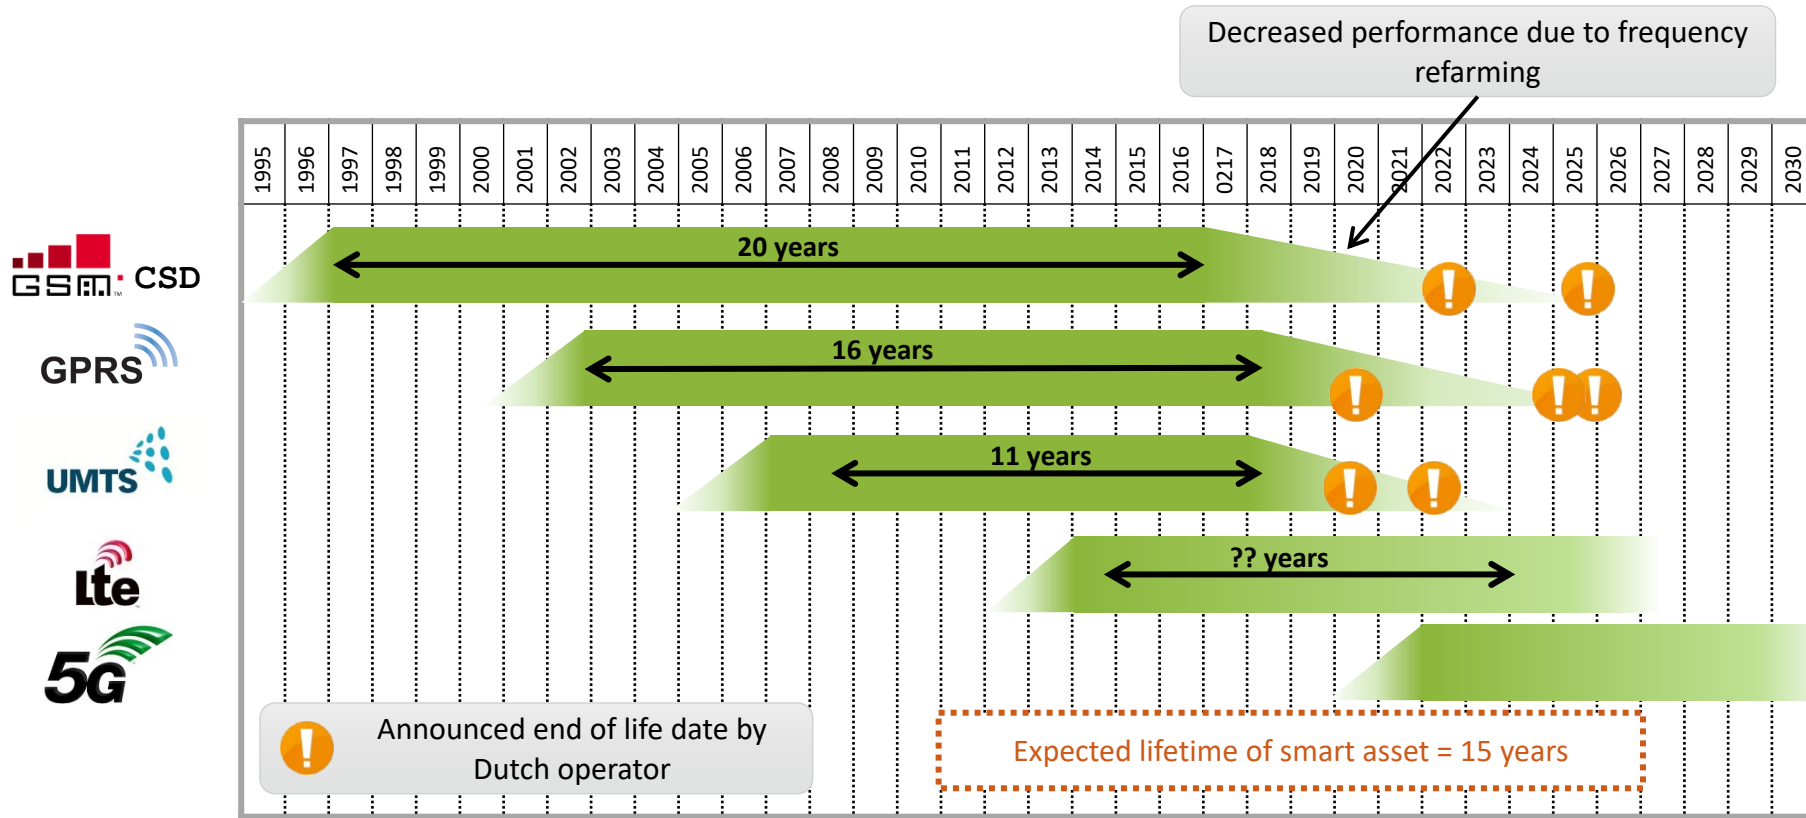 Decreased performance due to frequency
refarming
1995
1996
1997
1998
1999
2000
2001
2002
2003
2004
2005
2006
2007
2008
2009
2010
2011
2012
2013
2014
2015
2016
0217
2018
2019
2020
2021
2022
2023
2024
2025
2026
2027
2028
2029
2030
GSM™ CSD
20 years
GPRS
16 years
UMTS
11 years
Lte
?? years
5G
Announced end of life date by
Dutch operator
Expected lifetime of smart asset = 15 years